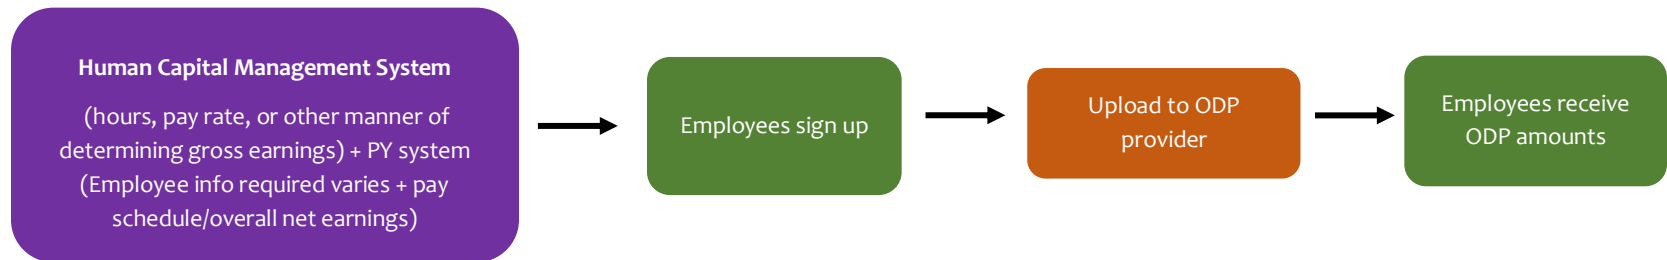 Human Capital Management System
(hours, pay rate, or other manner of
determining gross earnings) + PY system
(Employee info required varies + pay
schedule/overall net earnings)
Employees sign up
Upload to ODP
provider
Employees receive
ODP amounts